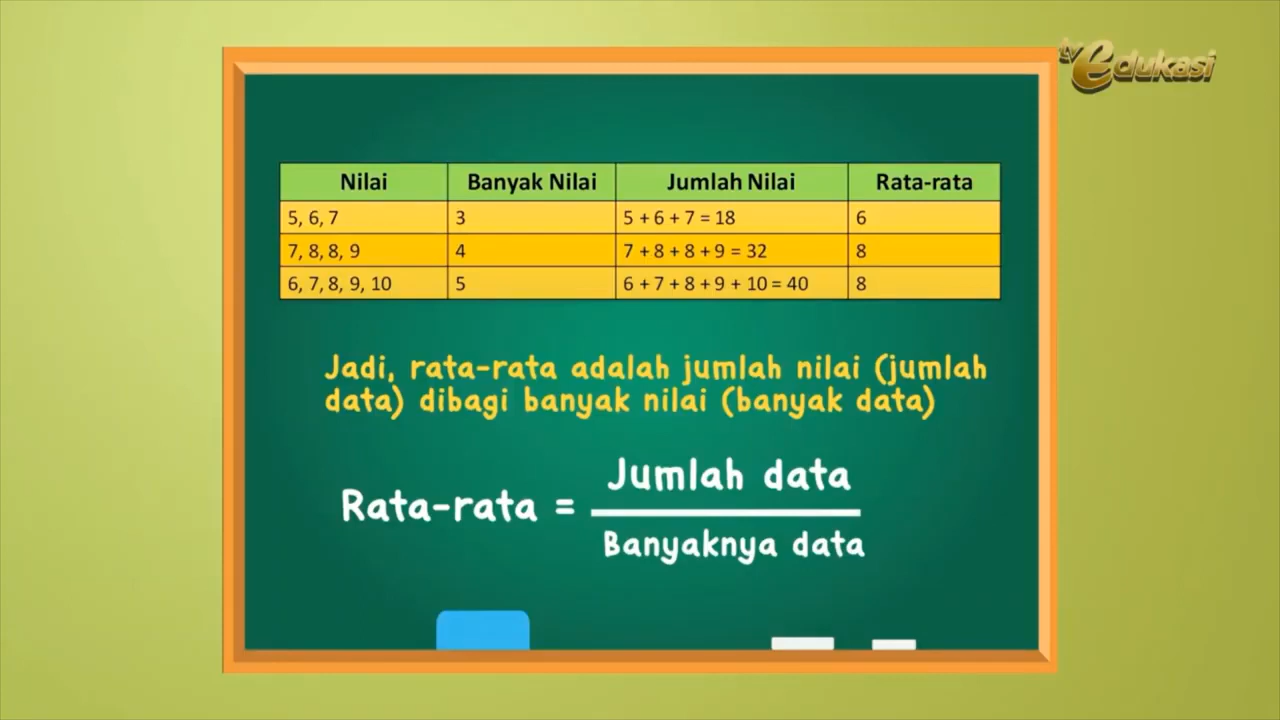 tv edukasi
Nilai Banyak Nilai Jumlah Nilai Rata-rata
5, 6, 7 3 5 + 6 + 7 = 18 6
7, 8, 8, 9 4 7 + 8 + 8 + 9 = 32 8
6, 7, 8, 9, 10 5 6 + 7 + 8 + 9 + 10 = 40 8
Jadi, rata-rata adalah jumlah nilai (jumlah
data) dibagi banyak nilai (banyak data)
Jumlah data
Rata-rata =
Banyaknya data